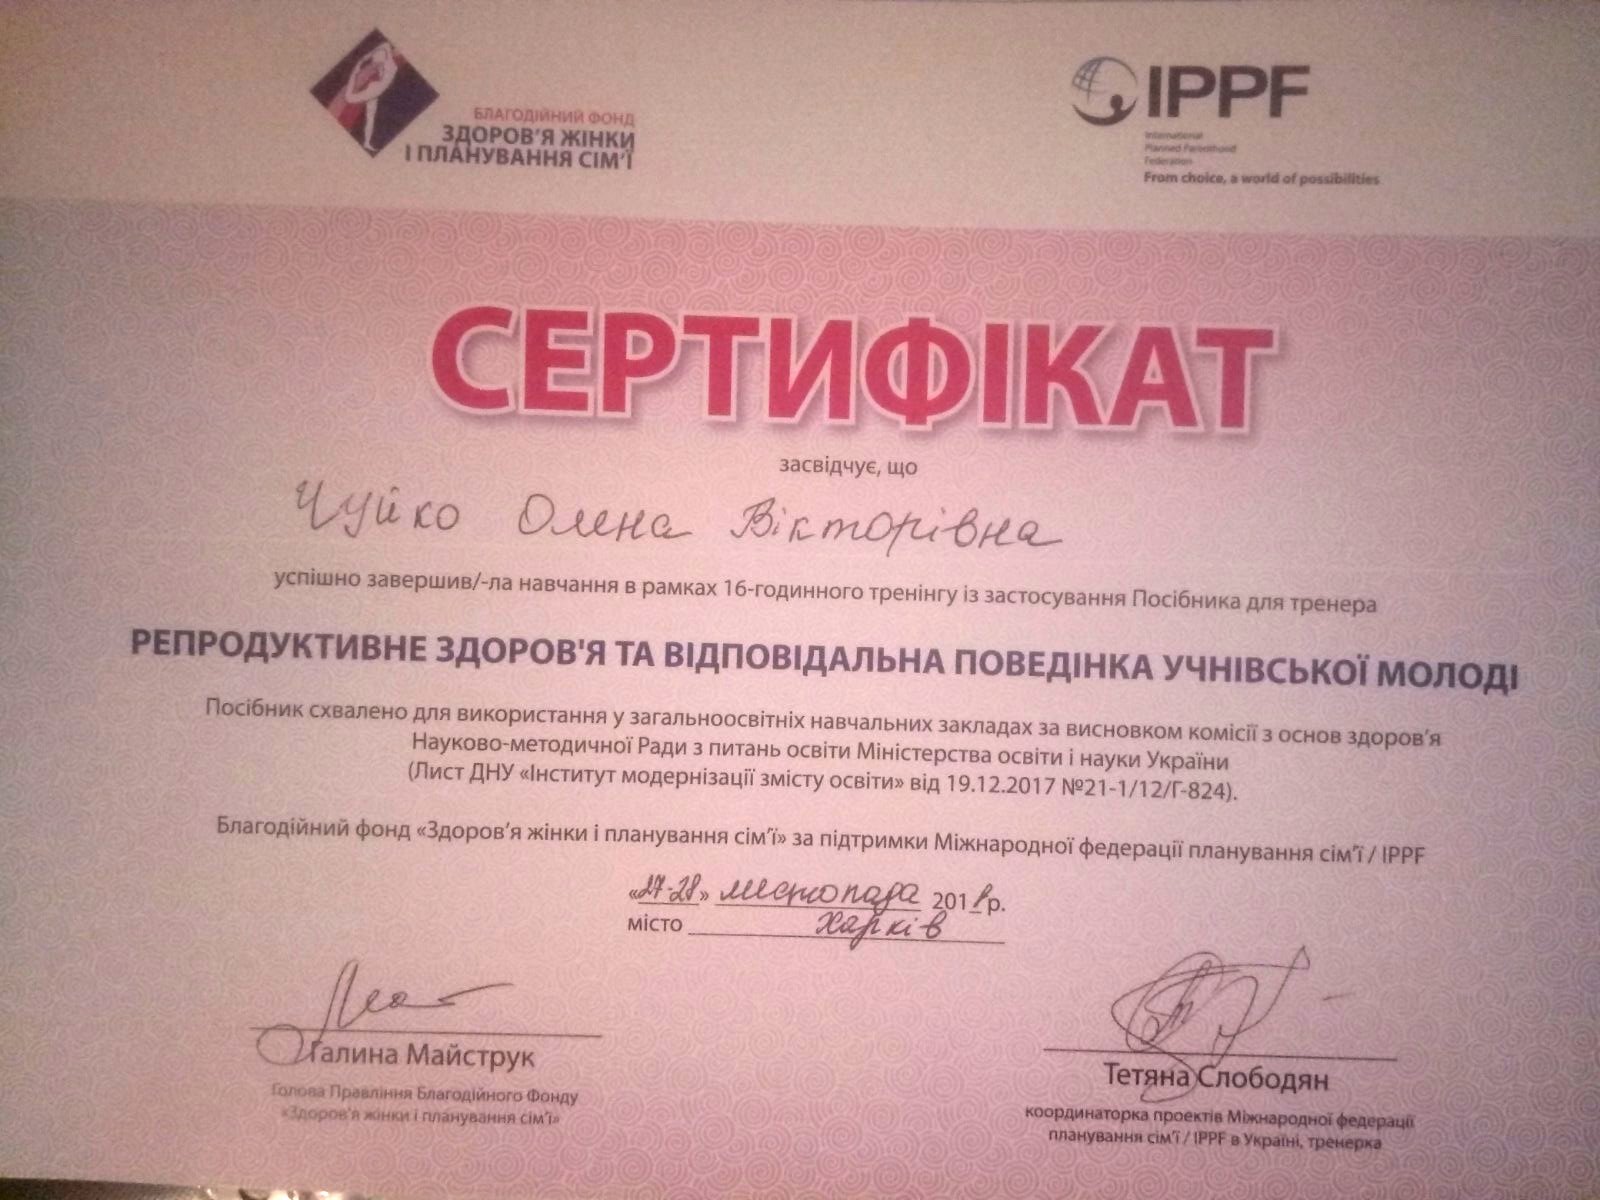 БЛАГОДІЙНИЙ ФОНД
ЗДОРОВ'Я ЖІНКИ
І ПЛАНУВАННЯ СІМ'Ї
IPPF
International
Planned Parenthood
Federation
From choice, a world of possibilities
СЕРТИФІКАТ
засвідчує, що
Чуйко Олена Вікторівна
успішно завершив/-ла навчання в рамках 16-годинного тренінгу із застосування Посібника для тренера
РЕПРОДУКТИВНЕ ЗДОРОВ'Я ТА ВІДПОВІДАЛЬНА ПОВЕДІНКА УЧНІВСЬКОЇ МОЛОДІ
Посібник схвалено для використання у загальноосвітніх навчальних закладах за висновком комісії з основ здоров'я
Науково-методичної Ради з питань освіти Міністерства освіти і науки України
(Лист ДНУ «Інститут модернізації змісту освіти» від 19.12.2017 №21-1/12/Г-824).
Благодійний фонд «Здоров'я жінки і планування сім'ї» за підтримки Міжнародної федерації планування сім'ї / IPPF
«27-28» листопада 2018р.
місто Харків
Галина Майструк
Голова Правління Благодійного Фонду
«Здоров'я жінки і планування сім'ї»
Тетяна Слободян
координаторка проектів Міжнародної федерації
планування сім'ї / IPPF в Україні, тренерка